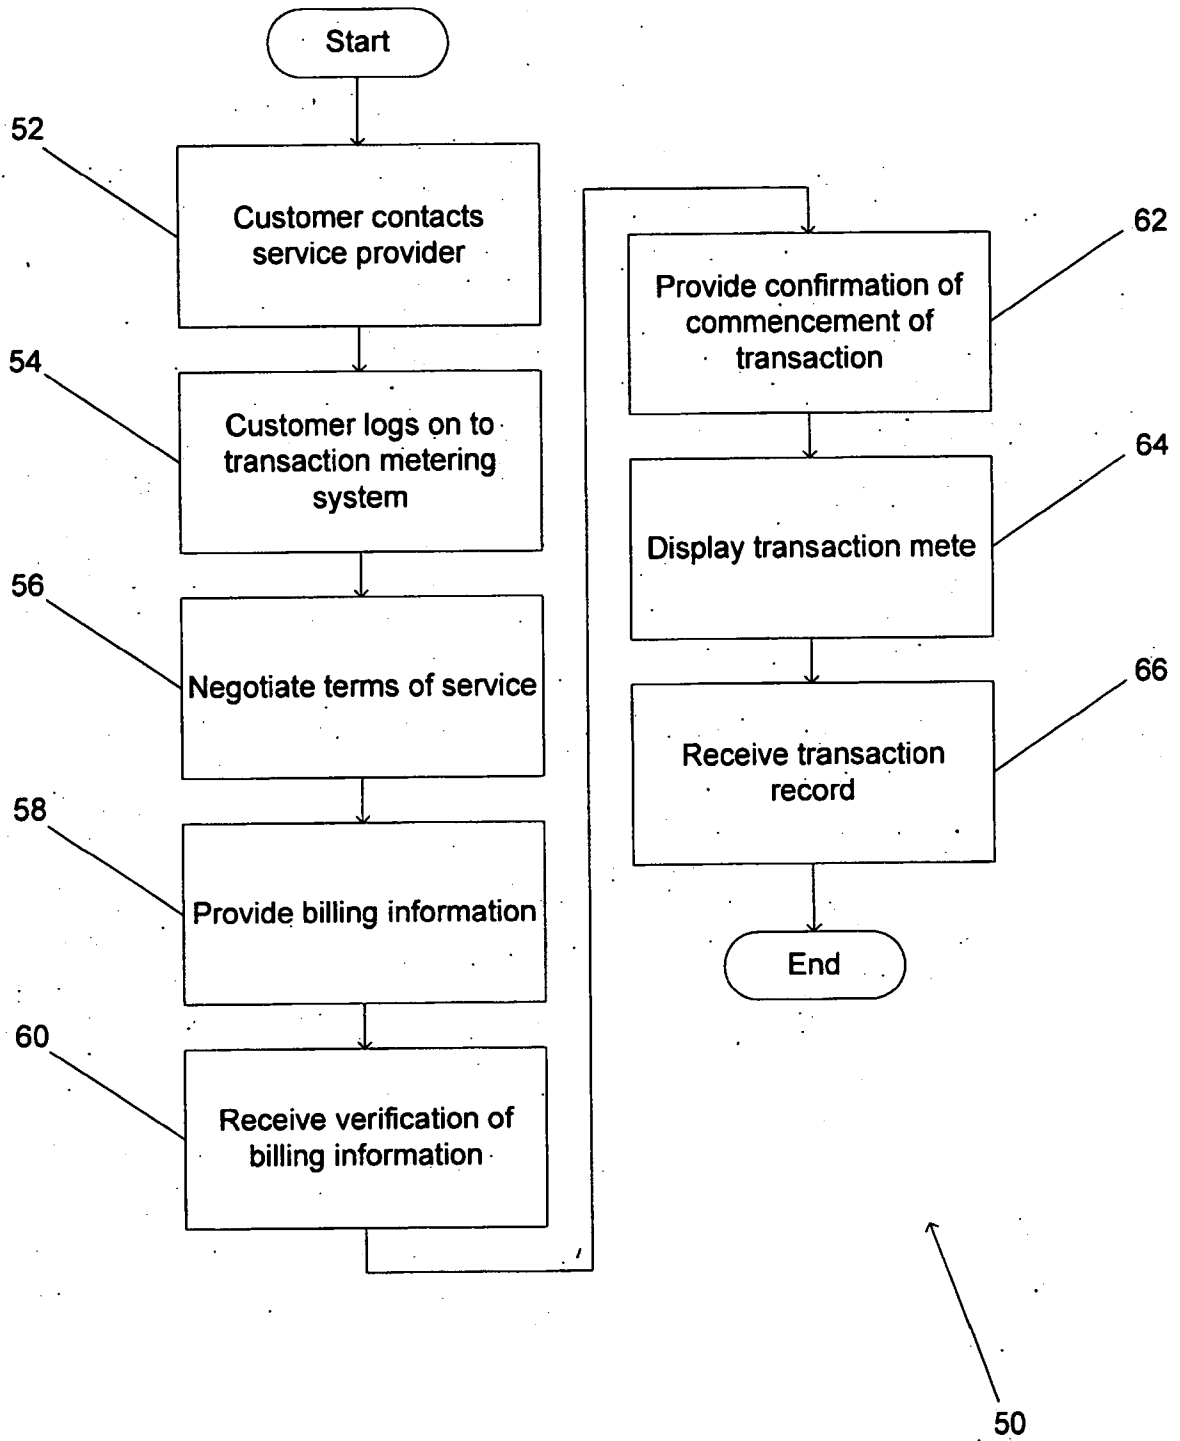 Start
52
Customer contacts
service provider
54
Customer logs on to
transaction metering
system
56
Negotiate terms of service
58
Provide billing information
60
Receive verification of
billing information
62
Provide confirmation of
commencement of
transaction
64
Display transaction mete
66
Receive transaction
record
End
50